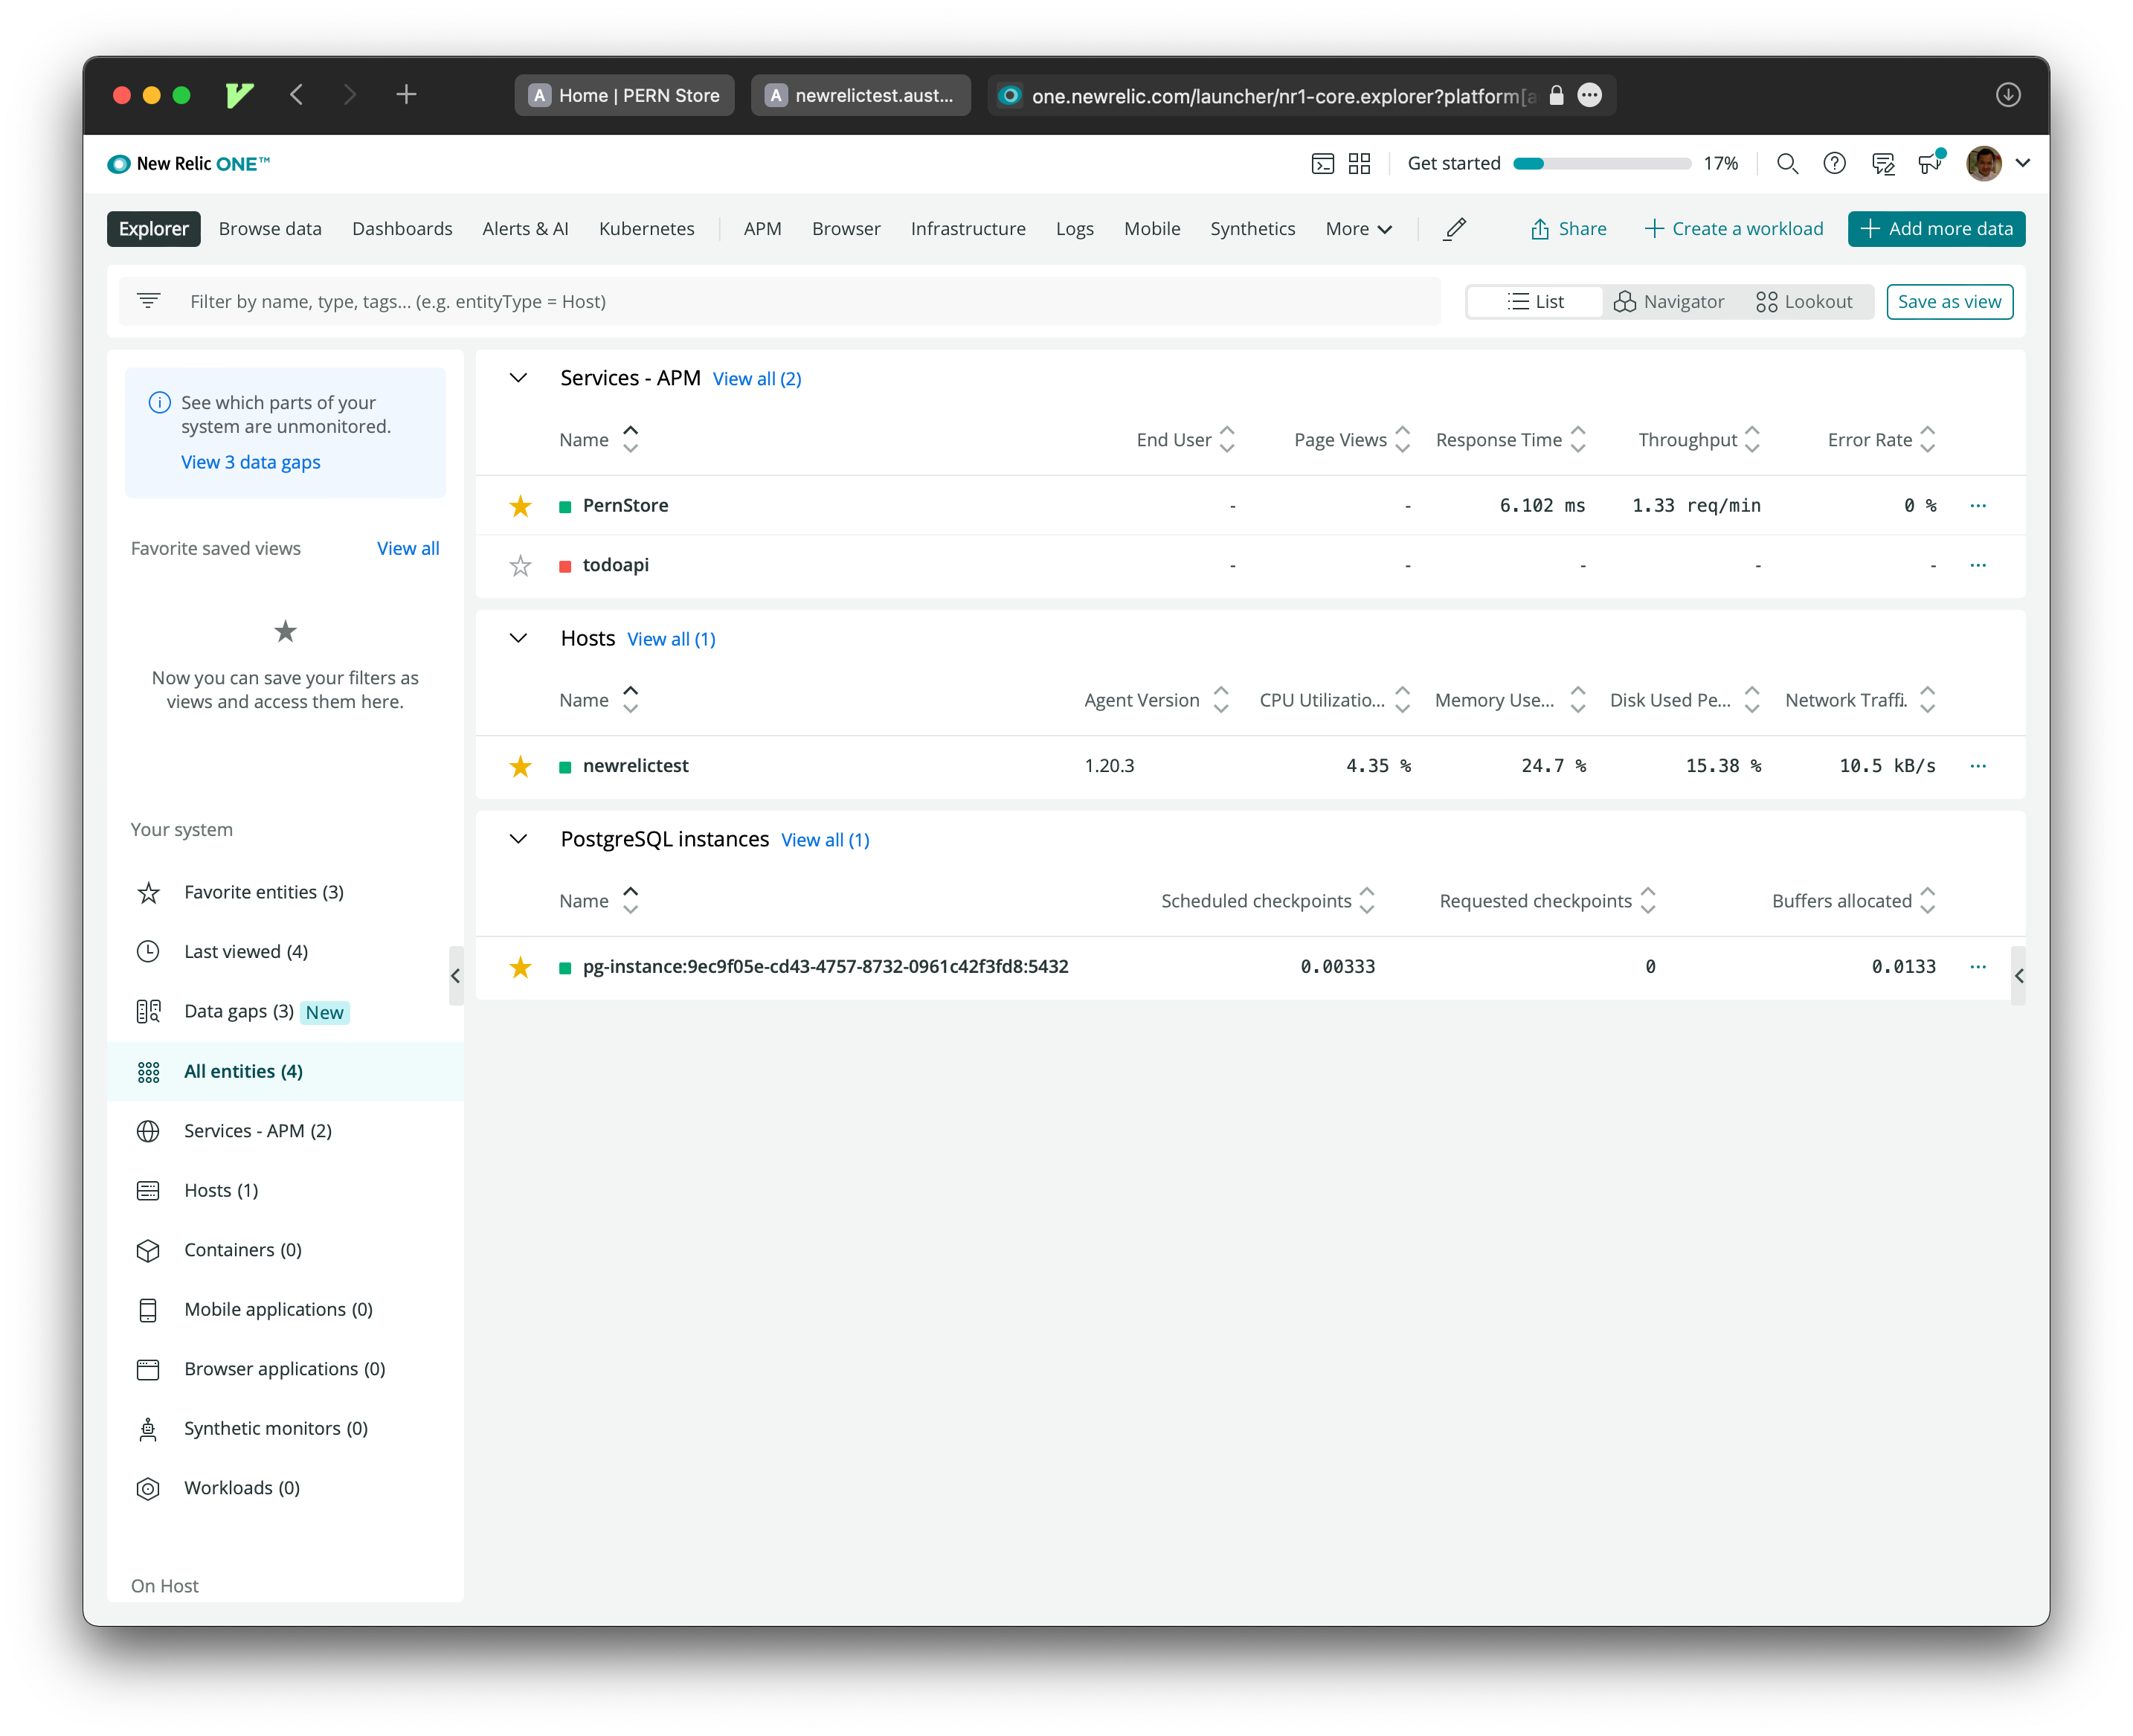 A Home | PERN Store
A newrelictest.aust...
one.newrelic.com/launcher/nr1-core.explorer?platform[a
New Relic ONE™
Get started 17%
Explorer Browse data Dashboards Alerts & AI Kubernetes APM Browser Infrastructure Logs Mobile Synthetics More Share + Create a workload + Add more data
Filter by name, type, tags... (e.g. entityType = Host)
List Navigator Lookout Save as view
See which parts of your
system are unmonitored.
View 3 data gaps
Favorite saved views View all
Now you can save your filters as
views and access them here.
Your system
Favorite entities (3)
Last viewed (4)
Data gaps (3) New
All entities (4)
Services - APM (2)
Hosts (1)
Containers (0)
Mobile applications (0)
Browser applications (0)
Synthetic monitors (0)
Workloads (0)
On Host
Services - APM View all (2)
Name End User Page Views Response Time Throughput Error Rate
PernStore - - 6.102 ms 1.33 req/min 0 % ...
todoapi - - - - - ...
Hosts View all (1)
Name Agent Version CPU Utilizatio... Memory Use... Disk Used Pe... Network Traffi.
newrelictest 1.20.3 4.35 % 24.7 % 15.38 % 10.5 kB/s ...
PostgreSQL instances View all (1)
Name Scheduled checkpoints Requested checkpoints Buffers allocated
pg-instance:9ec9f05e-cd43-4757-8732-0961c42f3fd8:5432 0.00333 0 0.0133 ...